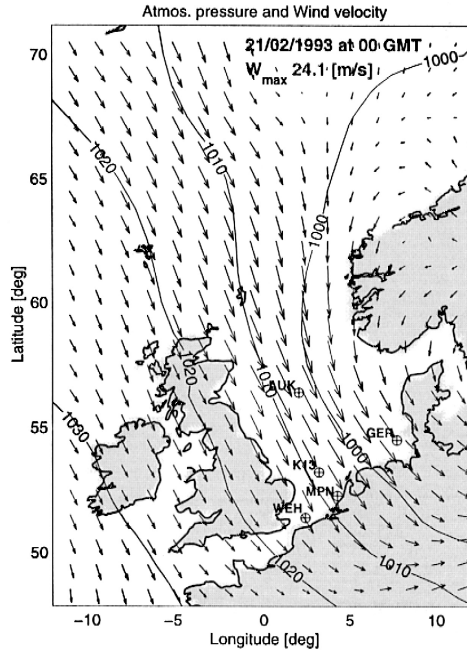 Atmos. pressure and Wind velocity
21/02/1993 at 00 GMT
Wmax 24.1 [m/s]
70
65
60
55
50
Latitude [deg]
1000
1020
1010
1000
1020
1010
1030
1000
1020
1010
AUK
GER
K13
MPN
WEH
-10
-5
0
5
10
Longitude [deg]